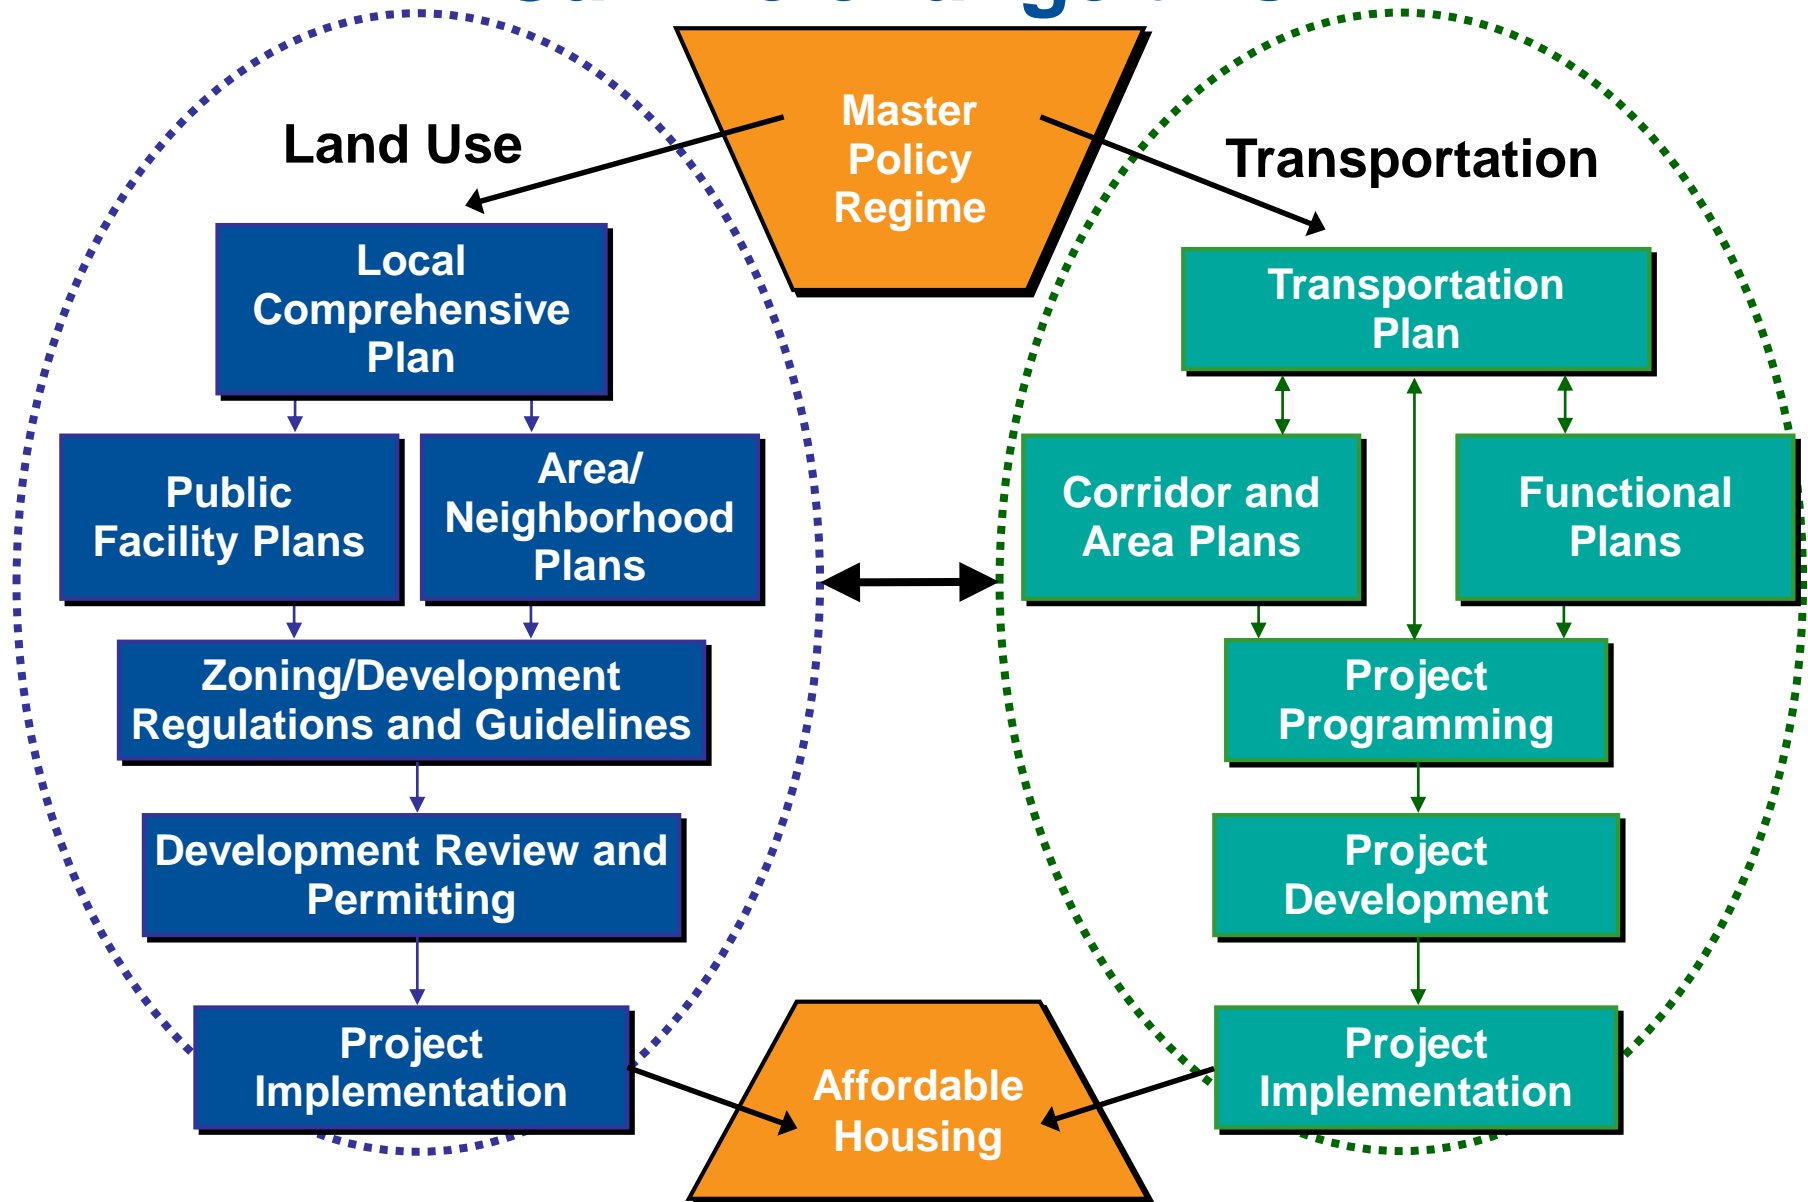 Master
Policy
Regime
Land Use
Transportation
Local
Comprehensive
Plan
Transportation
Plan
Public
Facility Plans
Area/
Neighborhood
Plans
Corridor and
Area Plans
Functional
Plans
Zoning/Development
Regulations and Guidelines
Project
Programming
Development Review and
Permitting
Project
Development
Project
Implementation
Affordable
Housing
Project
Implementation